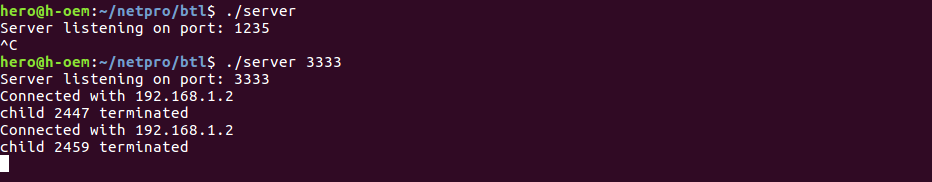 hero@h-oem:~/netpro/btl$ ./server
Server listening on port: 1235
^C
hero@h-oem:~/netpro/btl$ ./server 3333
Server listening on port: 3333
Connected with 192.168.1.2
child 2447 terminated
Connected with 192.168.1.2
child 2459 terminated